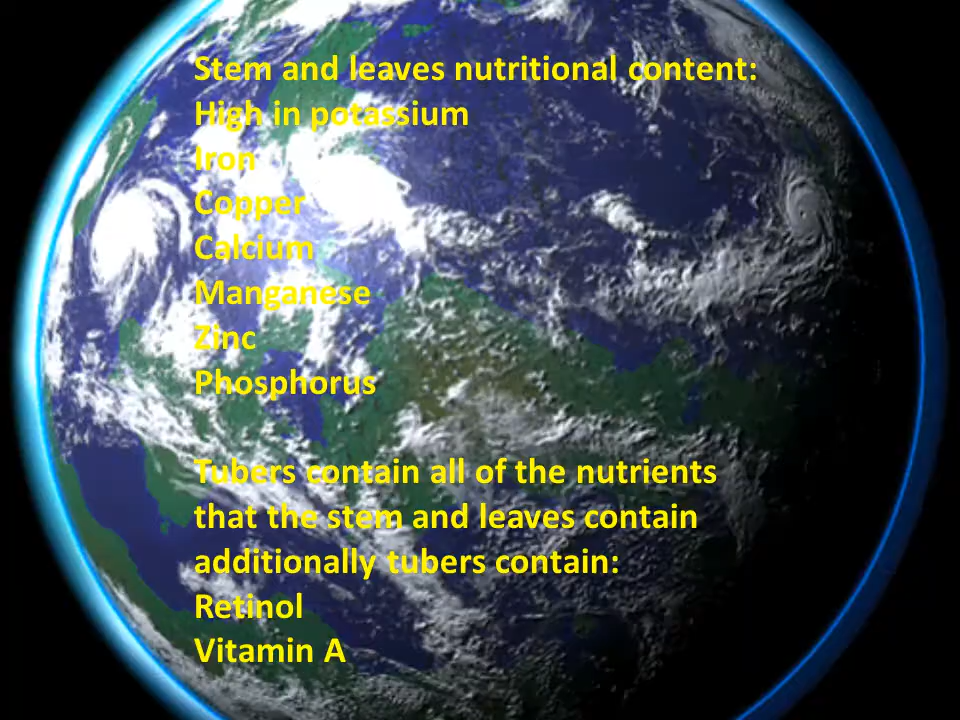 Stem and leaves nutritional content:
High in potassium
Iron
Copper
Calcium
Manganese
Zinc
Phosphorus
Tubers contain all of the nutrients
that the stem and leaves contain
additionally tubers contain:
Retinol
Vitamin A